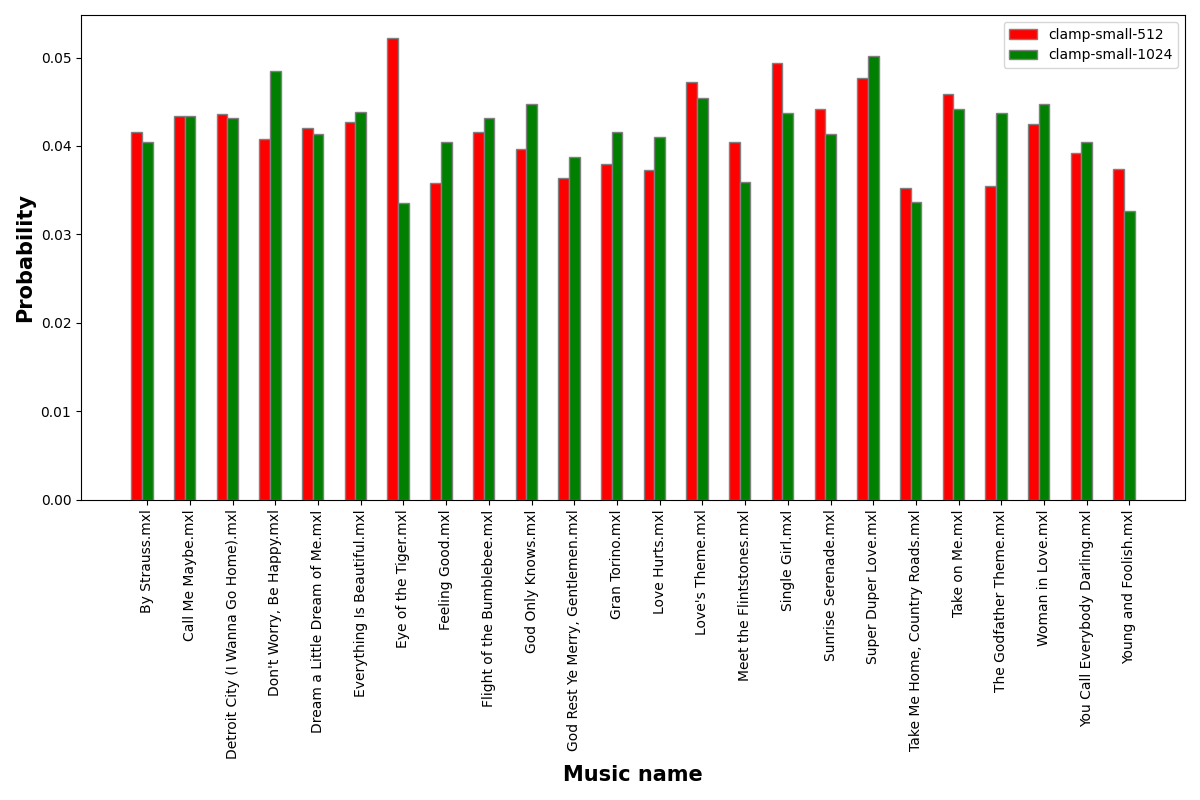 clamp-small-512
clamp-small-1024
0.05
0.04
0.03
0.02
0.01
0.00
Probability
By Strauss.mxl
Call Me Maybe.mxl
Detroit City (I Wanna Go Home).mxl
Don't Worry, Be Happy.mxl
Dream a Little Dream of Me.mxl
Everything Is Beautiful.mxl
Eye of the Tiger.mxl
Feeling Good.mxl
Flight of the Bumblebee.mxl
God Only Knows.mxl
God Rest Ye Merry, Gentlemen.mxl
Gran Torino.mxl
Love Hurts.mxl
Love's Theme.mxl
Meet the Flintstones.mxl
Single Girl.mxl
Sunrise Serenade.mxl
Super Duper Love.mxl
Take Me Home, Country Roads.mxl
Take on Me.mxl
The Godfather Theme.mxl
Woman in Love.mxl
You Call Everybody Darling.mxl
Young and Foolish.mxl
Music name